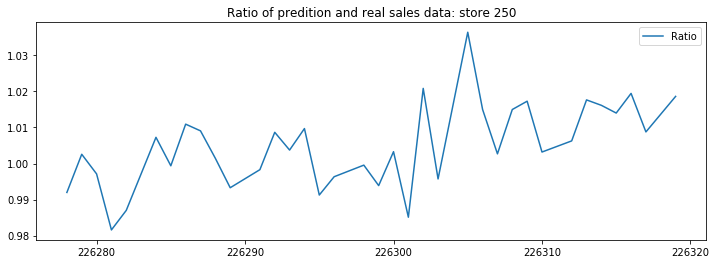 Ratio of predition and real sales data: store 250
Ratio
1.03
1.02
1.01
1.00
0.99
0.98
226280 226290 226300 226310 226320